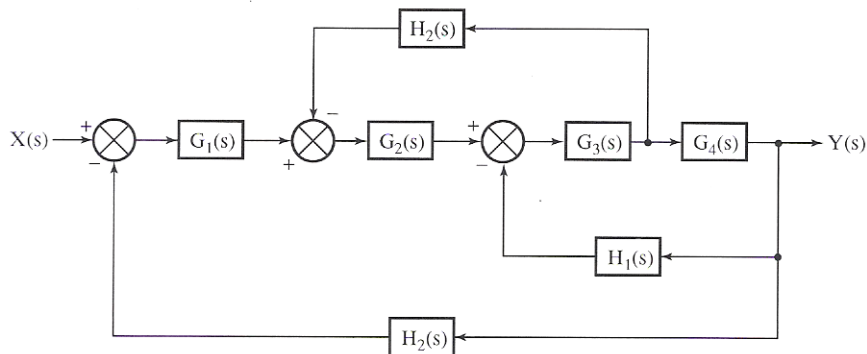 H₂(s)
X(s) + − G₁(s) + − G₂(s) + − G₃(s) G₄(s) Y(s)
H₁(s)
H₂(s)